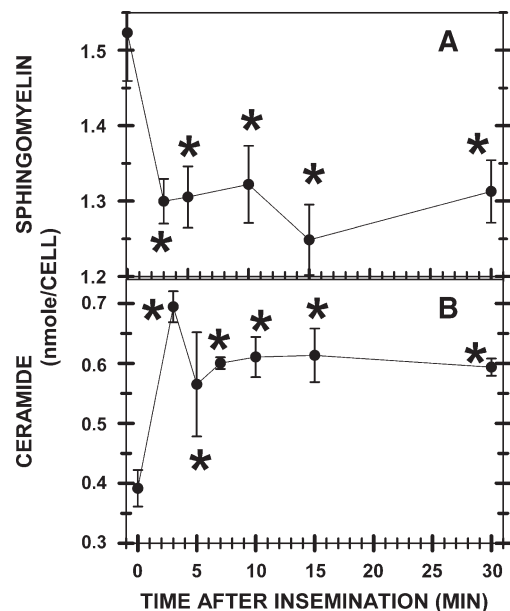 A
SPHINGOMYELIN
1.5
1.4
1.3
1.2
*
*
*
*
*
B
CERAMIDE
(nmole/CELL)
0.7
0.6
0.5
0.4
0.3
*
*
*
*
*
*
0 5 10 15 20 25 30
TIME AFTER INSEMINATION (MIN)